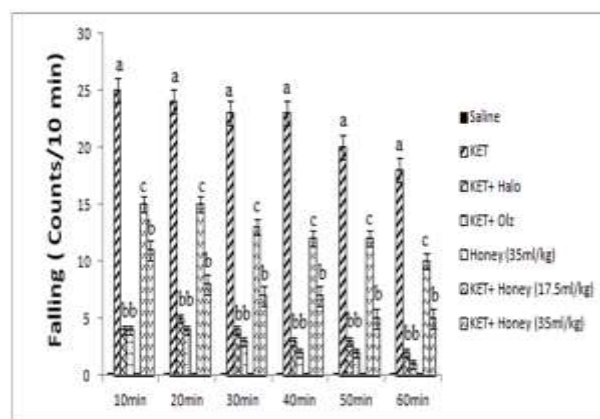 Falling ( Counts/10 min)
30
25
20
15
10
5
0
a
a
a
a
a
a
c
c
c
c
c
c
b
b
b
b
b
b
bb
bb
bb
bb
bb
bb
10min
20min
30min
40min
50min
60min
Saline
KET
KET+ Halo
KET+ Olz
Honey (35ml/kg)
KET+ Honey (17.5ml/kg)
KET+ Honey (35ml/kg)